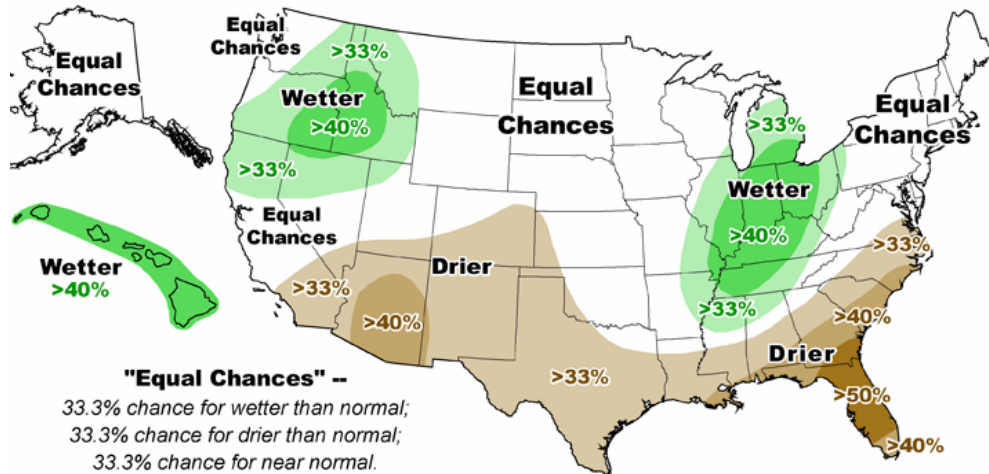 Equal
Chances
Equal
Chances
>33%
Wetter
>40%
>33%
Equal
Chances
Equal
Chances
>33%
Wetter
>40%
>33%
Equal
Chances
Wetter
>40%
>33%
Drier
>40%
>33%
>33%
>40%
Drier
>50%
>40%
"Equal Chances" --
33.3% chance for wetter than normal;
33.3% chance for drier than normal;
33.3% chance for near normal.